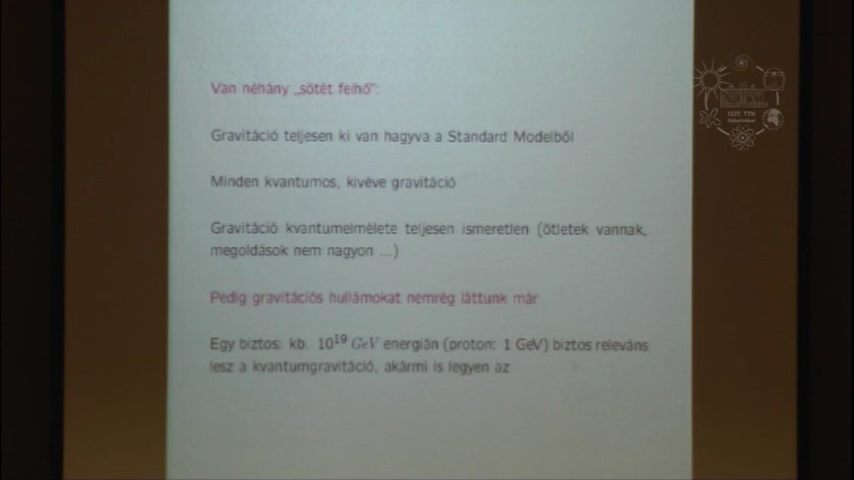 Van néhány „sötét felhő”:
Gravitáció teljesen ki van hagyva a Standard Modelből
Minden kvantumos, kivéve gravitáció
Gravitáció kvantumelmélete teljesen ismeretlen (ötletek vannak,
megoldások nem nagyon ...)
Pedig gravitációs hullámokat nemrég láttunk már
Egy biztos: kb. 10¹⁹ GeV energián (proton: 1 GeV) biztos releváns
lesz a kvantumgravitáció, akármi is legyen az
ELTE TTK